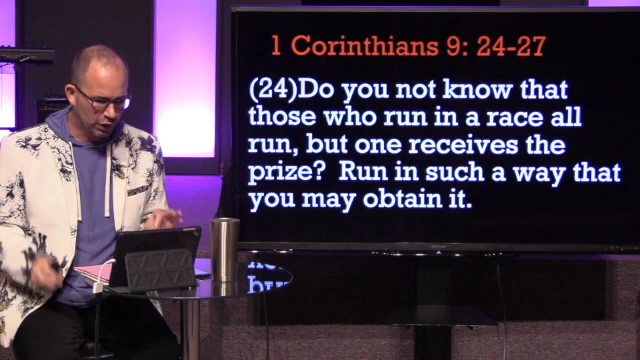 1 Corinthians 9: 24-27
(24)Do you not know that
those who run in a race all
run, but one receives the
prize?  Run in such a way that
you may obtain it.